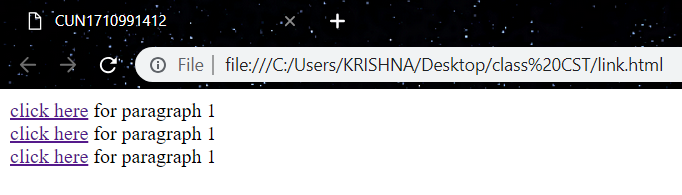 CUN1710991412
File | file:///C:/Users/KRISHNA/Desktop/class%20CST/link.html
click here for paragraph 1
click here for paragraph 1
click here for paragraph 1